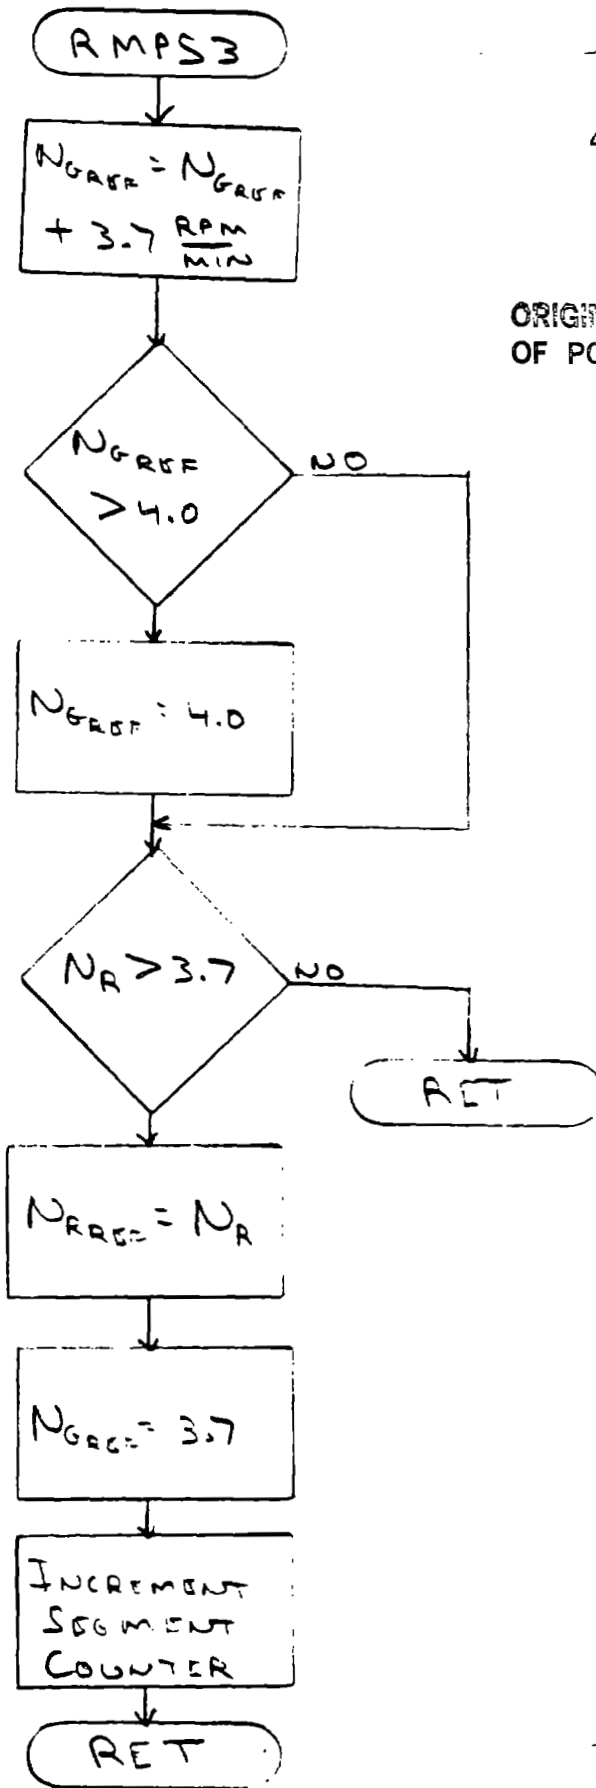 RMPS3
NGREF = NGREF
+ 3.7 RPM
MIN
4
ORIGI
OF PO
NGREF
> 4.0
NO
NGREF = 4.0
NR > 3.7
NO
RET
NRREF = NR
NGREF = 3.7
INCREMENT
SEGMENT
COUNTER
RET